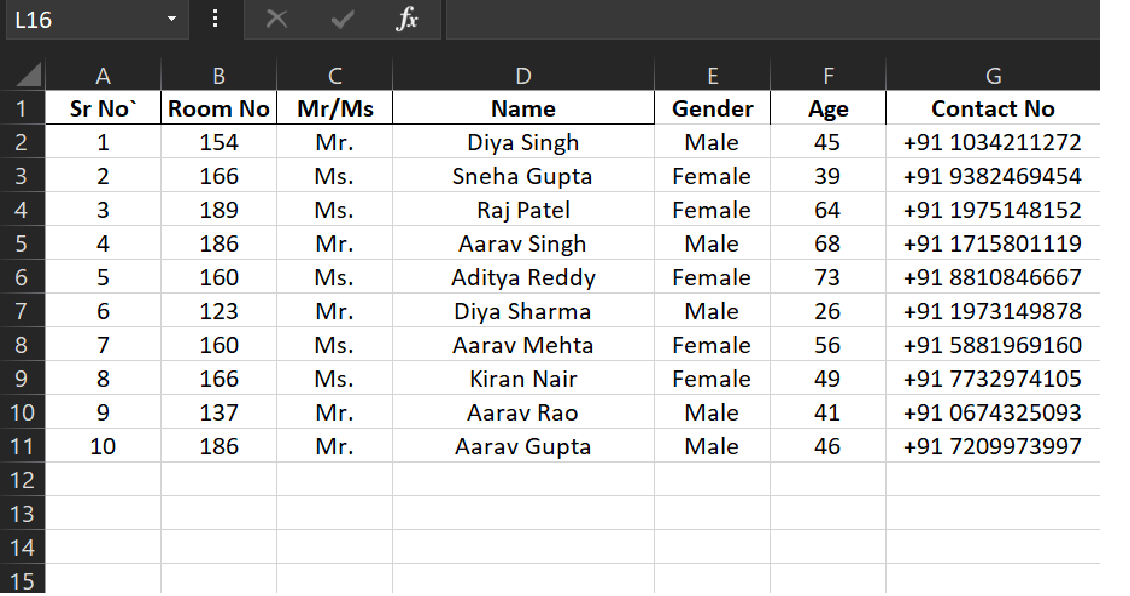 L16 fx
A B C D E F G
1 Sr No` Room No Mr/Ms Name Gender Age Contact No
2 1 154 Mr. Diya Singh Male 45 +91 1034211272
3 2 166 Ms. Sneha Gupta Female 39 +91 9382469454
4 3 189 Ms. Raj Patel Female 64 +91 1975148152
5 4 186 Mr. Aarav Singh Male 68 +91 1715801119
6 5 160 Ms. Aditya Reddy Female 73 +91 8810846667
7 6 123 Mr. Diya Sharma Male 26 +91 1973149878
8 7 160 Ms. Aarav Mehta Female 56 +91 5881969160
9 8 166 Ms. Kiran Nair Female 49 +91 7732974105
10 9 137 Mr. Aarav Rao Male 41 +91 0674325093
11 10 186 Mr. Aarav Gupta Male 46 +91 7209973997
12
13
14
15